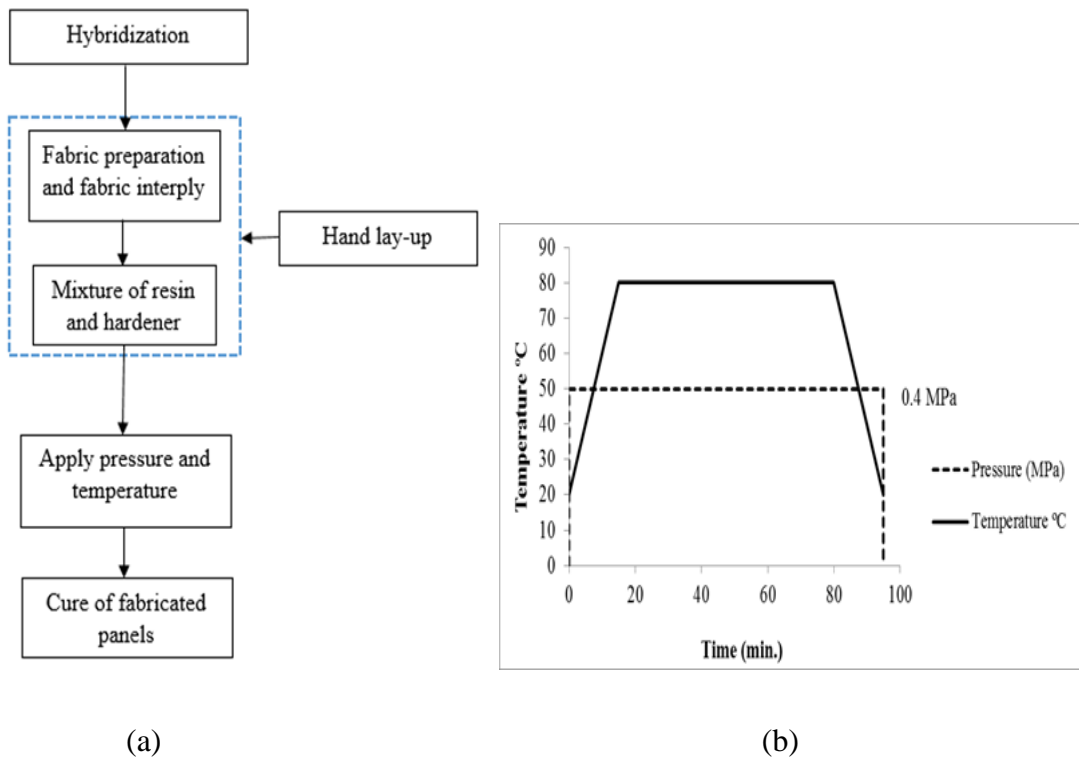 Hybridization
Fabric preparation
and fabric interply
Hand lay-up
Mixture of resin
and hardener
Apply pressure and
temperature
Cure of fabricated
panels
(a)
Temperature °C
90
80
70
60
50
40
30
20
10
0
0 20 40 60 80 100
Time (min.)
0.4 MPa
Pressure (MPa)
Temperature °C
(b)